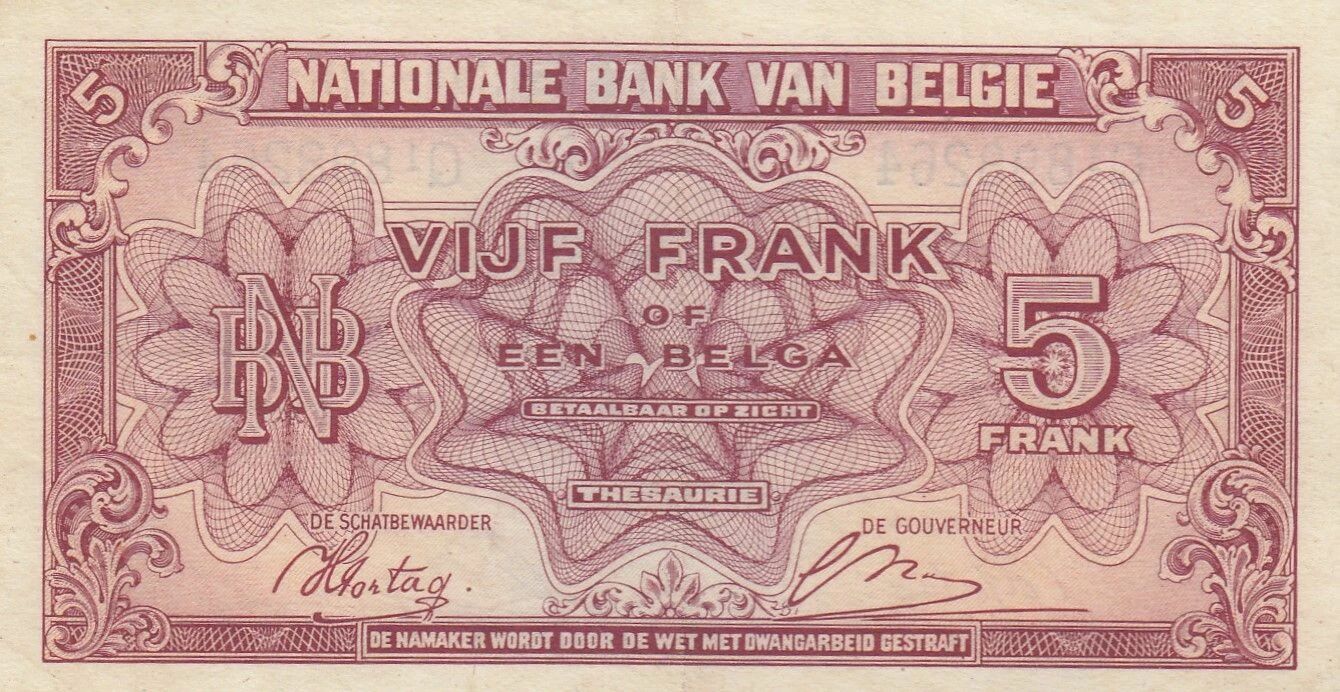 5 NATIONALE BANK VAN BELGIE 5
VIJF FRANK
OF
EEN BELGA
BNB
5
FRANK
BETAALBAAR OP ZICHT
THESAURIE
DE SCHATBEWAARDER
DE GOUVERNEUR
DE NAMAKER WORDT DOOR DE WET MET DWANGARBEID GESTRAFT